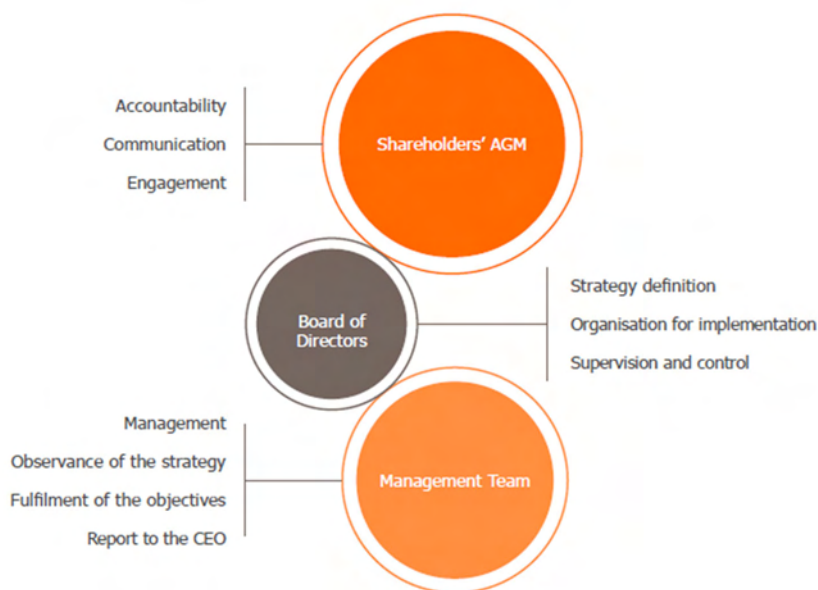 Accountability
Communication
Engagement
Shareholders' AGM
Board of
Directors
Strategy definition
Organisation for implementation
Supervision and control
Management
Observance of the strategy
Fulfilment of the objectives
Report to the CEO
Management Team